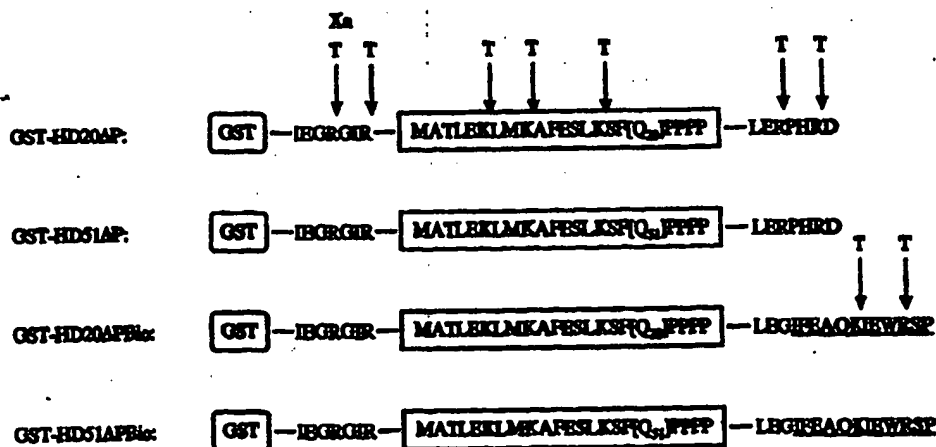 Xa
T T T T T T T
GST-HD20ΔP: GST —IEGRGIR— MATLEKLMKAFESLKSF[Q20]PPPP —LERPHRD
GST-HD51ΔP: GST —IEGRGIR— MATLEKLMKAFESLKSF[Q51]PPPP —LERPHRD
T T
GST-HD20ΔPBio: GST —IEGRGIR— MATLEKLMKAFESLKSF[Q20]PPPP —LEGIFEAQKIEWRSP
GST-HD51ΔPBio: GST —IEGRGIR— MATLEKLMKAFESLKSF[Q51]PPPP —LEGIFEAQKIEWRSP